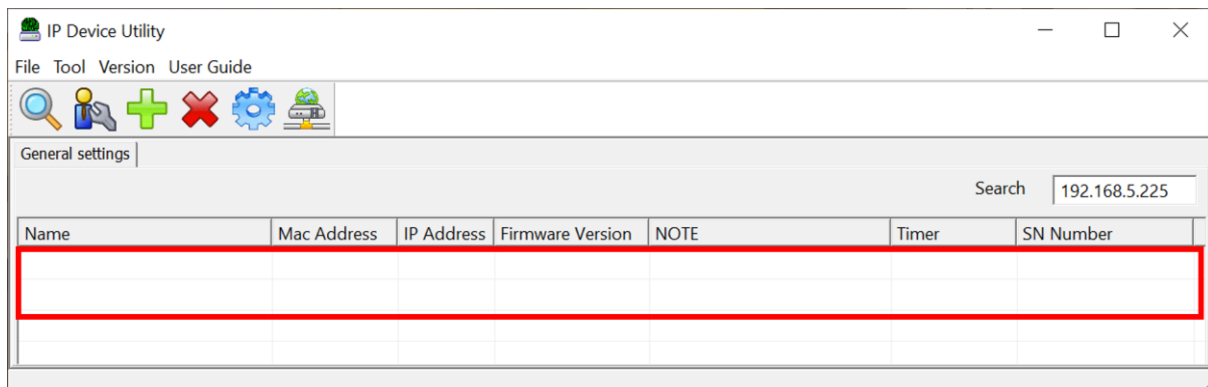 IP Device Utility
File Tool Version User Guide
General settings
Search 192.168.5.225
Name Mac Address IP Address Firmware Version NOTE Timer SN Number